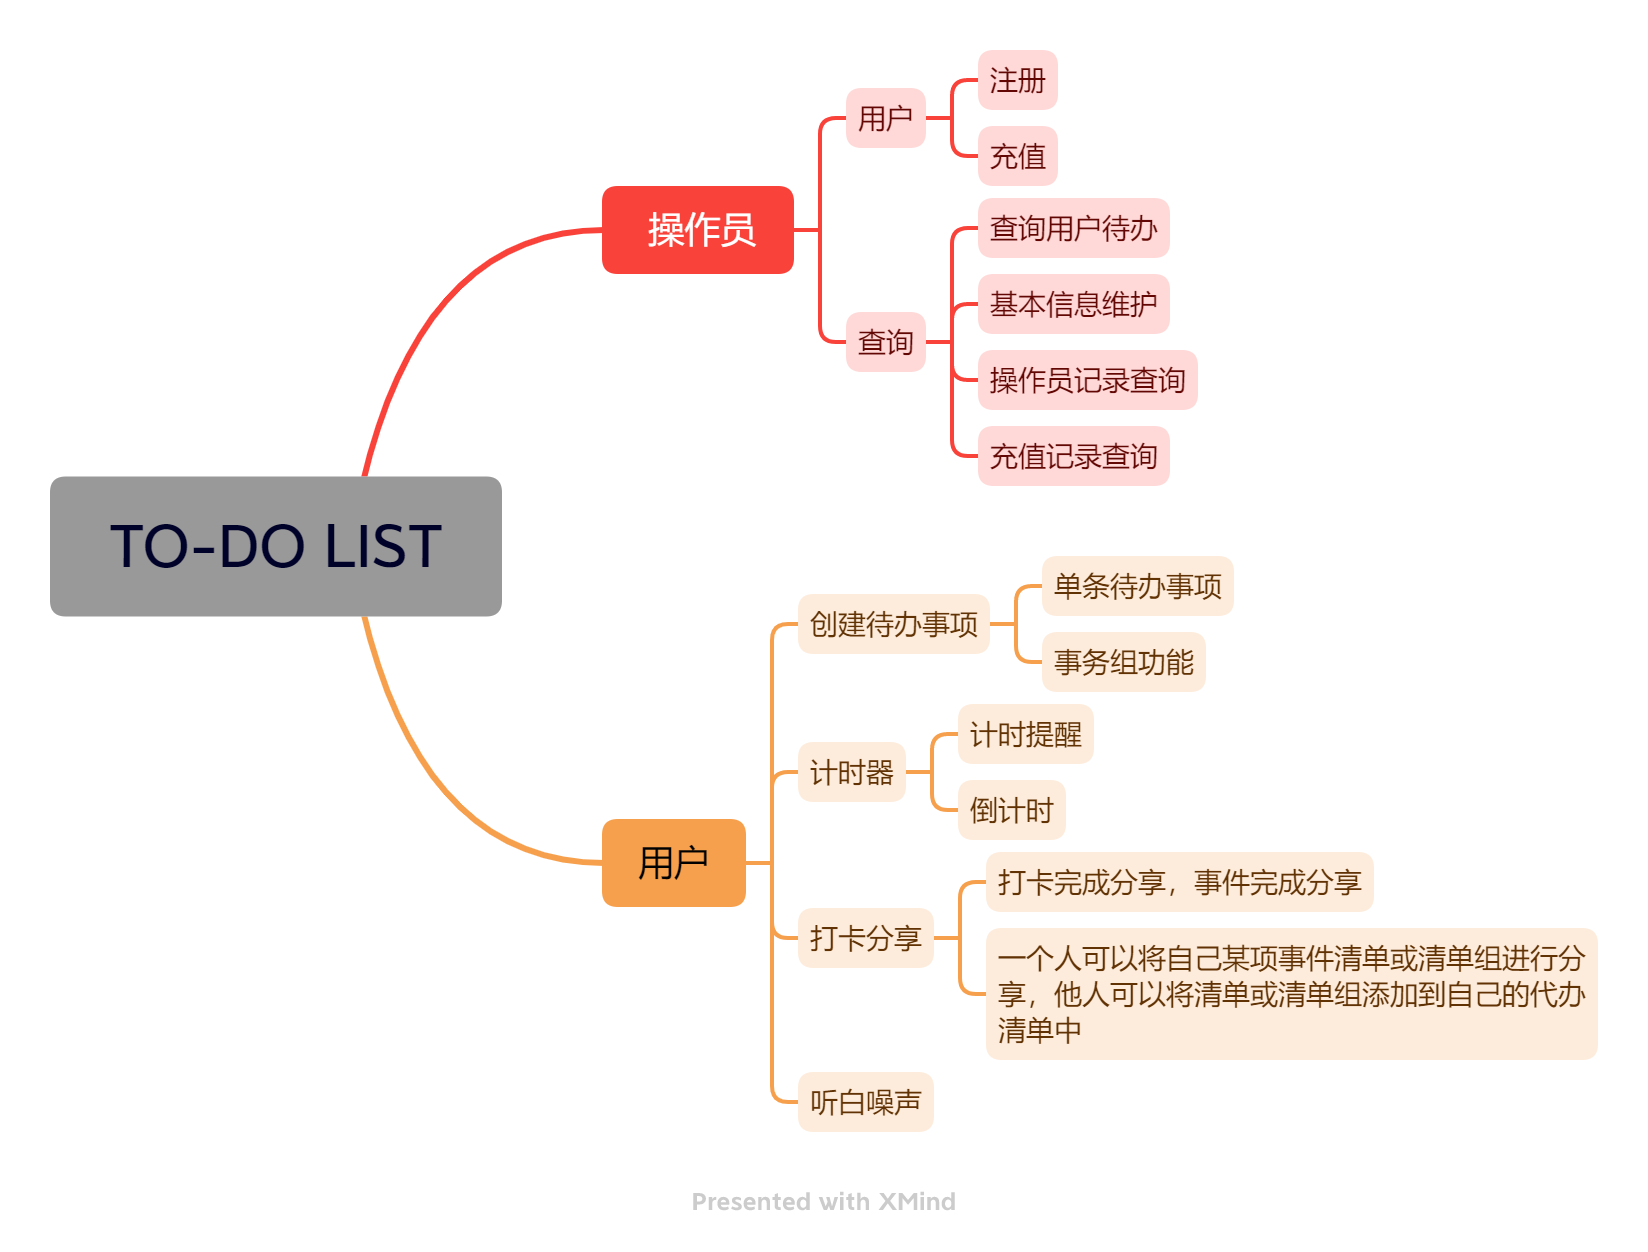 TO-DO LIST
操作员
用户
注册
充值
查询
查询用户待办
基本信息维护
操作员记录查询
充值记录查询
用户
创建待办事项
单条待办事项
事务组功能
计时器
计时提醒
倒计时
打卡分享
打卡完成分享，事件完成分享
一个人可以将自己某项事件清单或清单组进行分
享，他人可以将清单或清单组添加到自己的代办
清单中
听白噪声
Presented with XMind